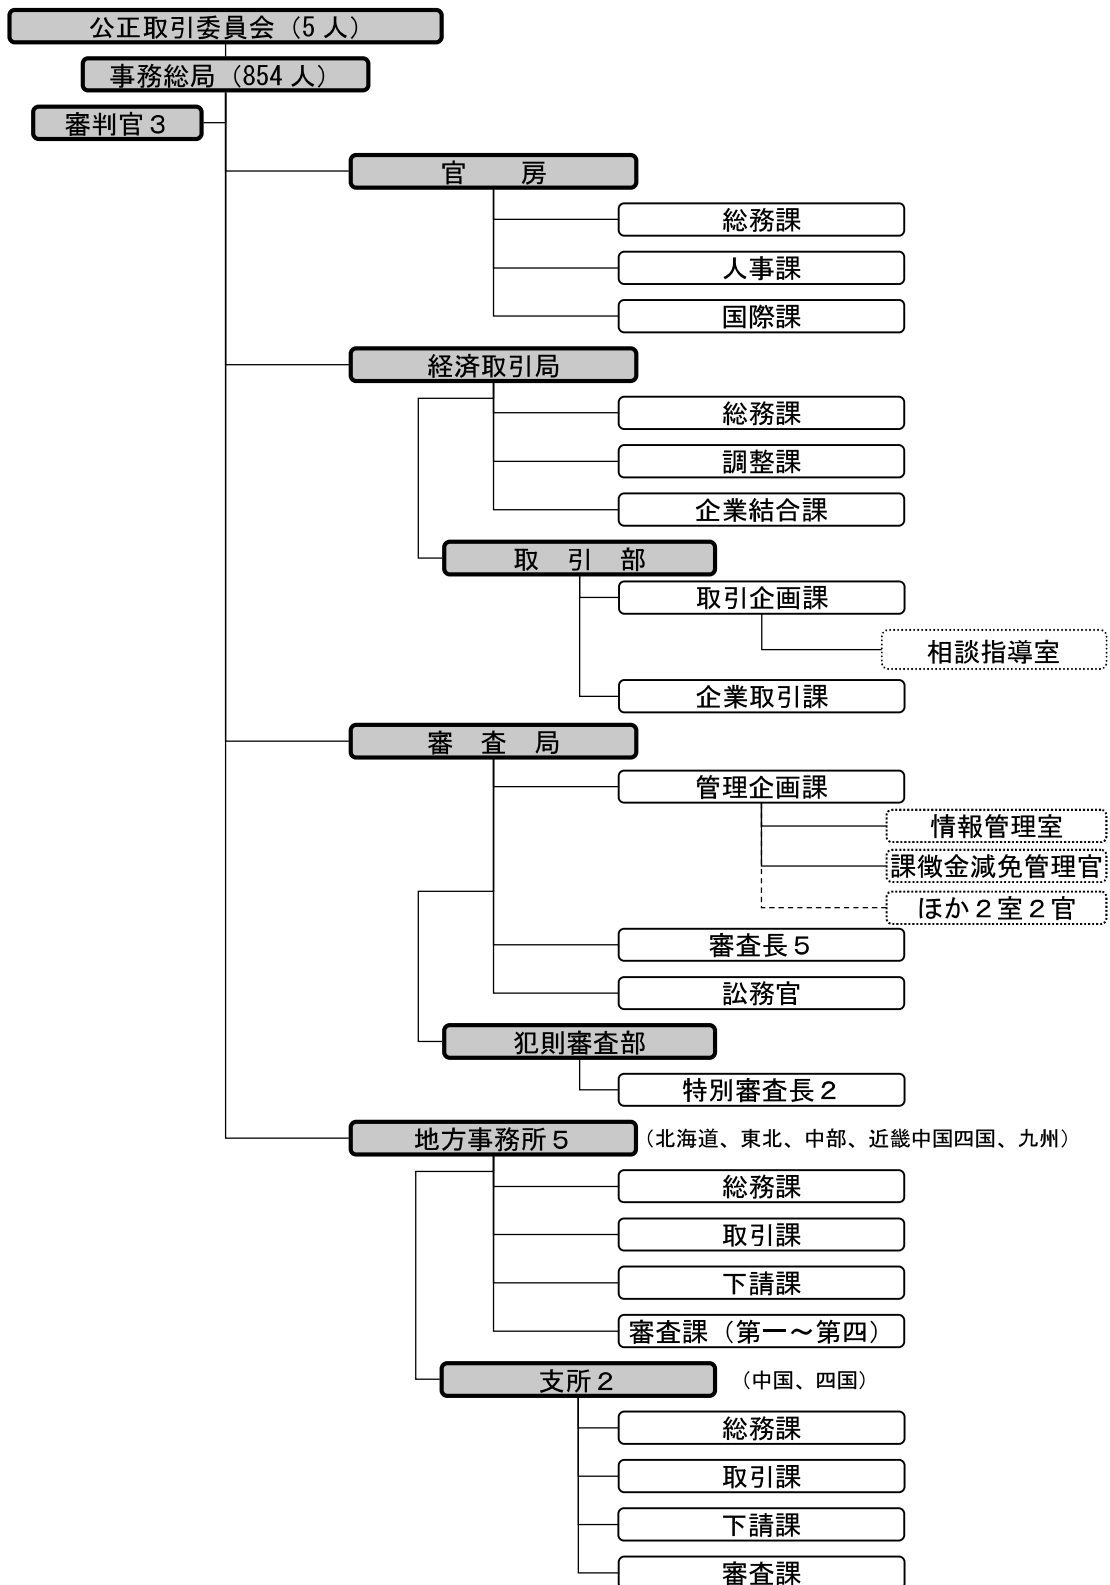 公正取引委員会（5 人）
事務総局（854 人）
審判官３
官　　房
総務課
人事課
国際課
経済取引局
総務課
調整課
企業結合課
取　引　部
取引企画課
相談指導室
企業取引課
審　査　局
管理企画課
情報管理室
課徴金減免管理官
ほか２室２官
審査長５
訟務官
犯則審査部
特別審査長２
地方事務所５（北海道、東北、中部、近畿中国四国、九州）
総務課
取引課
下請課
審査課（第一～第四）
支所２（中国、四国）
総務課
取引課
下請課
審査課